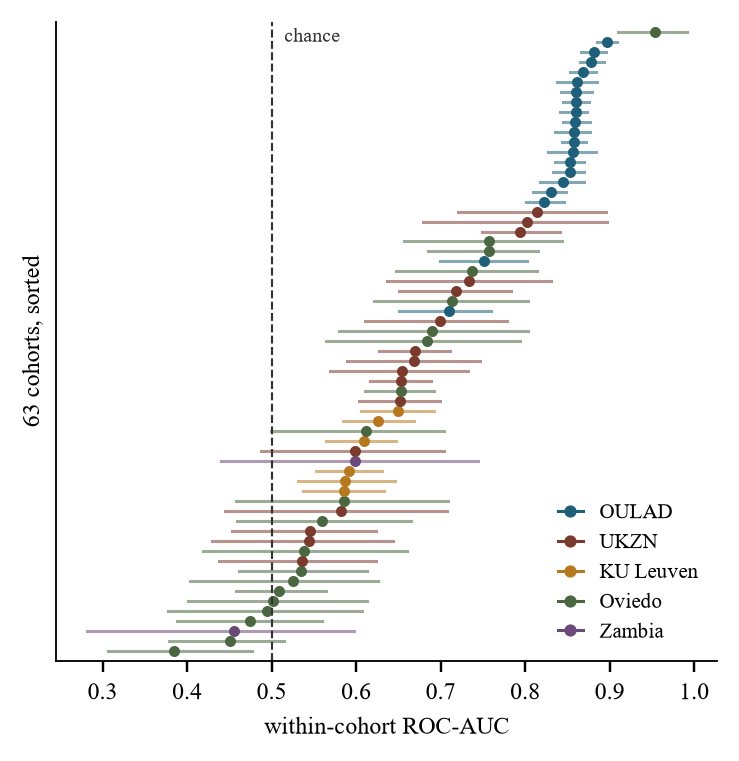 chance
63 cohorts, sorted
OULAD
UKZN
KU Leuven
Oviedo
Zambia
0.3 0.4 0.5 0.6 0.7 0.8 0.9 1.0
within-cohort ROC-AUC